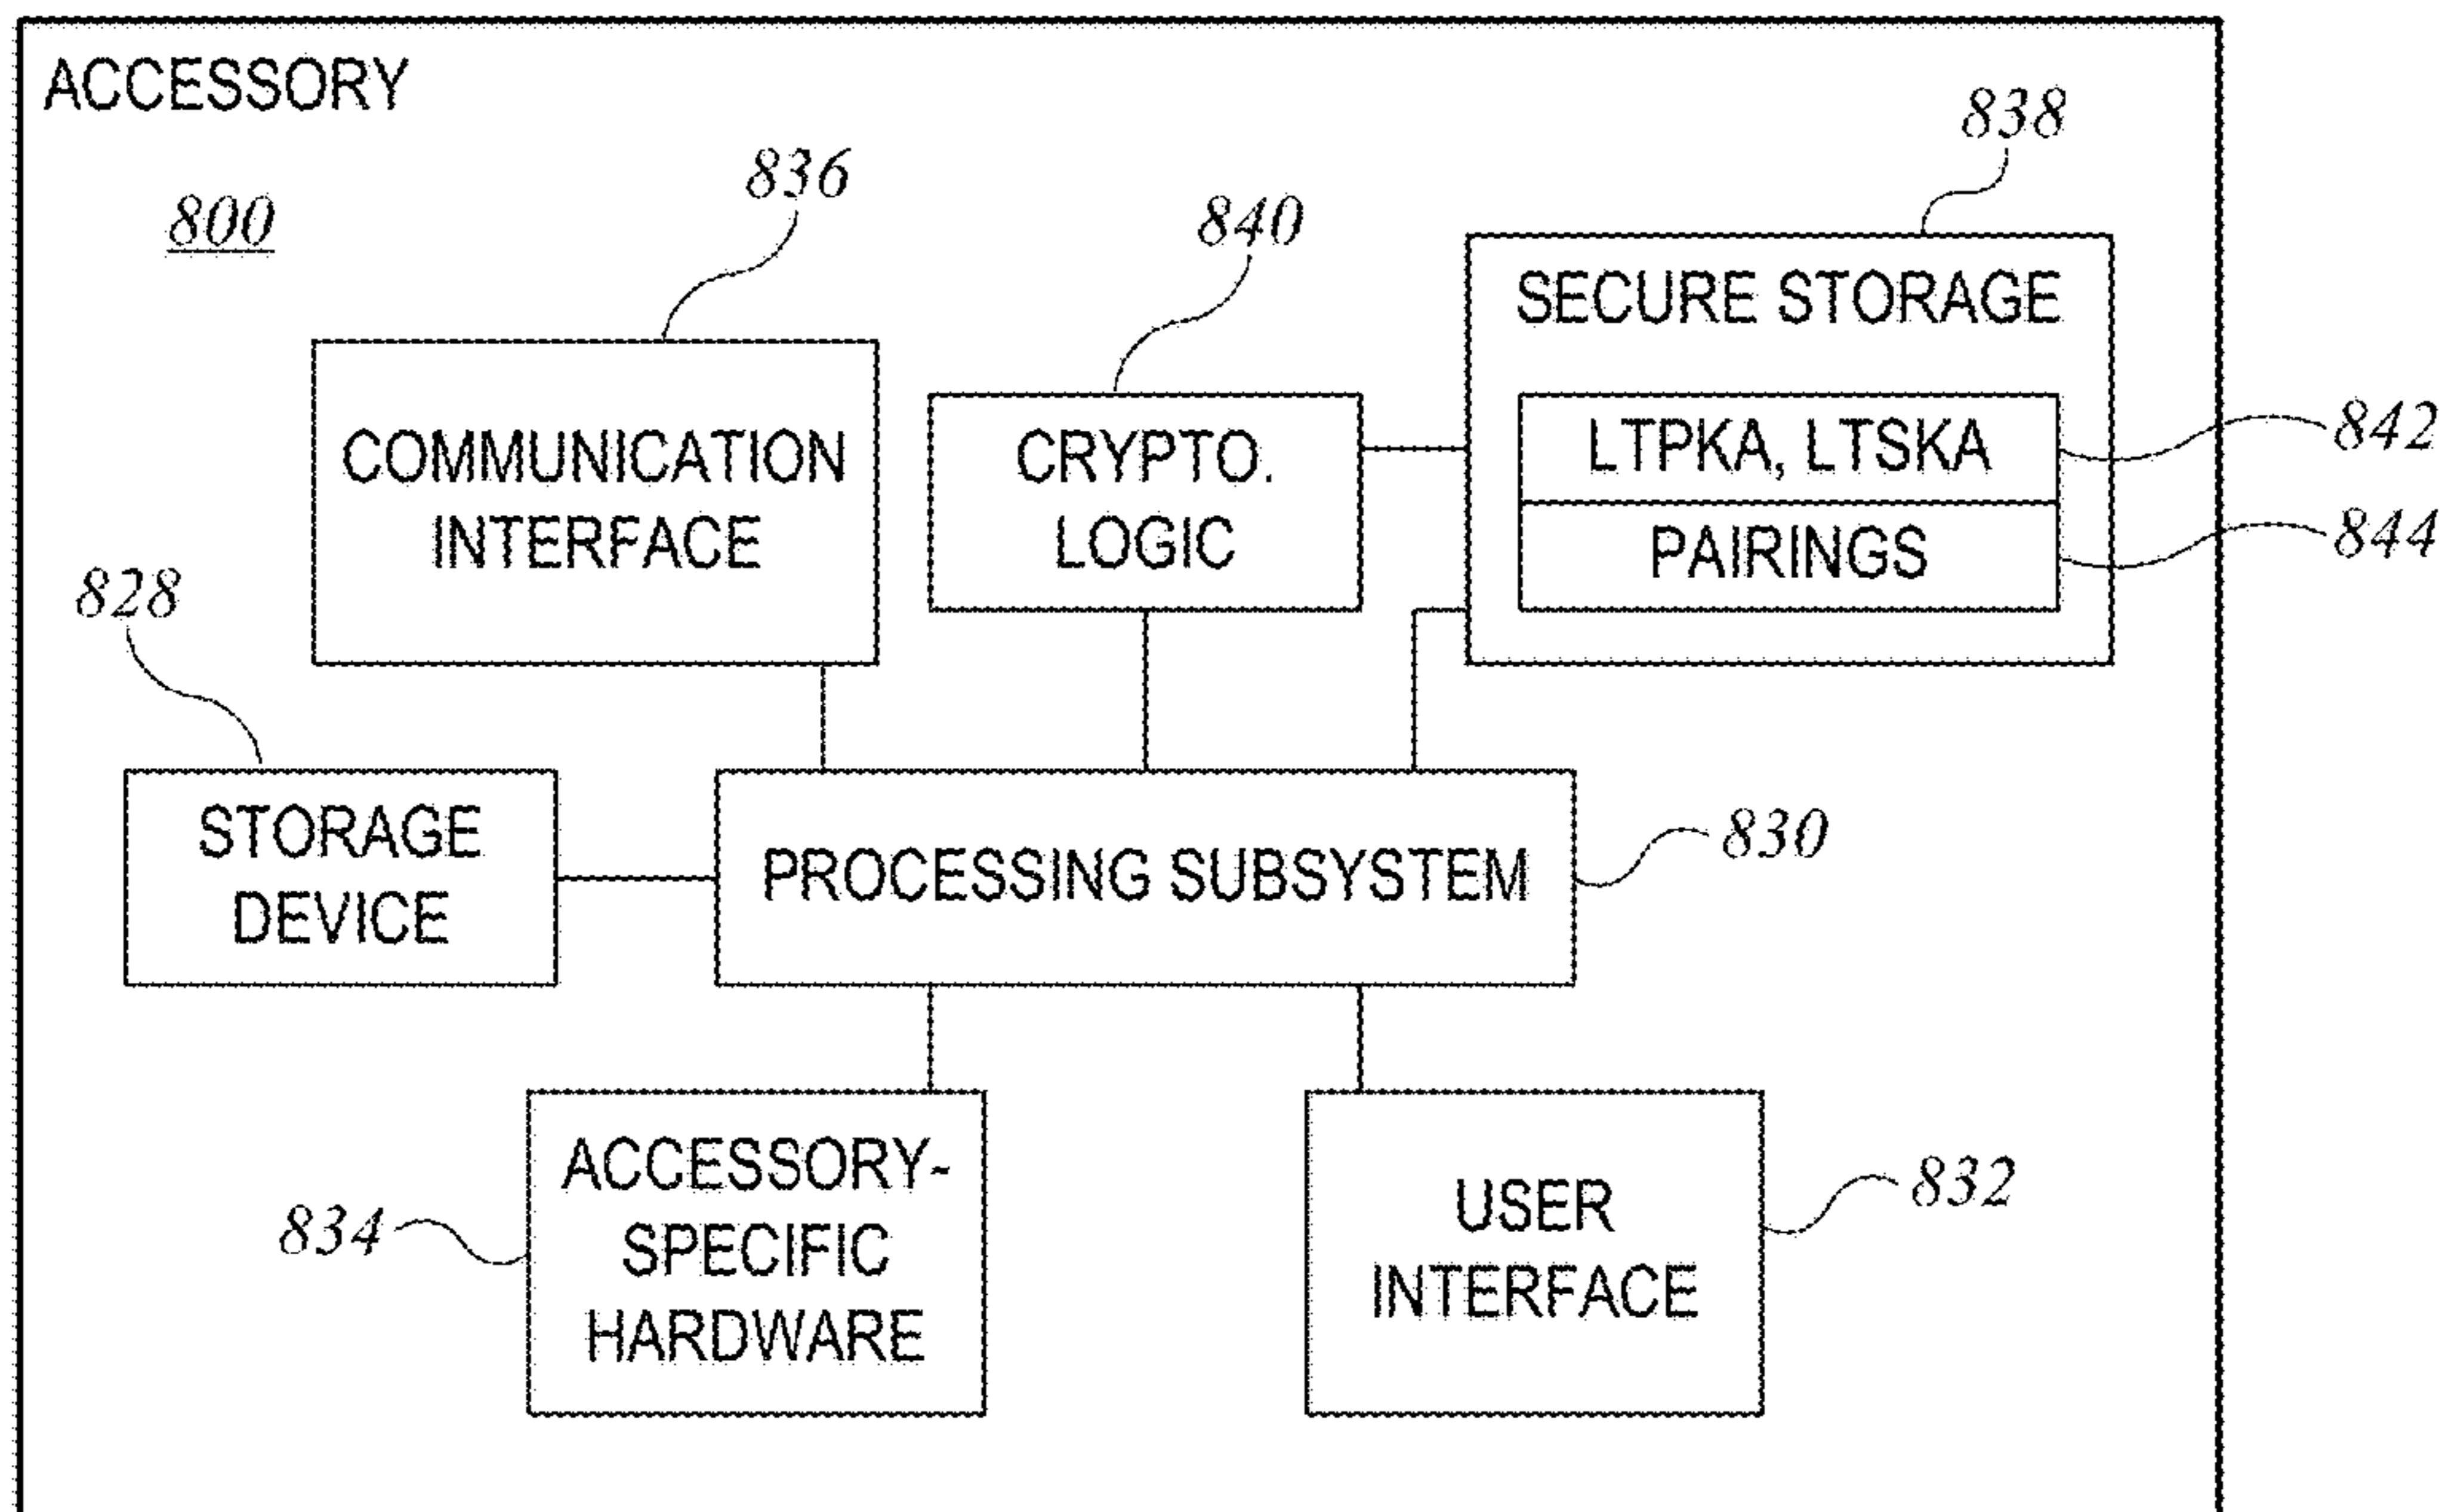 ACCESSORY
800
836
840
838
SECURE STORAGE
COMMUNICATION
INTERFACE
CRYPTO.
LOGIC
LTPKA, LTSKA
842
PAIRINGS
844
828
STORAGE
DEVICE
PROCESSING SUBSYSTEM
830
834
ACCESSORY-
SPECIFIC
HARDWARE
USER
INTERFACE
832